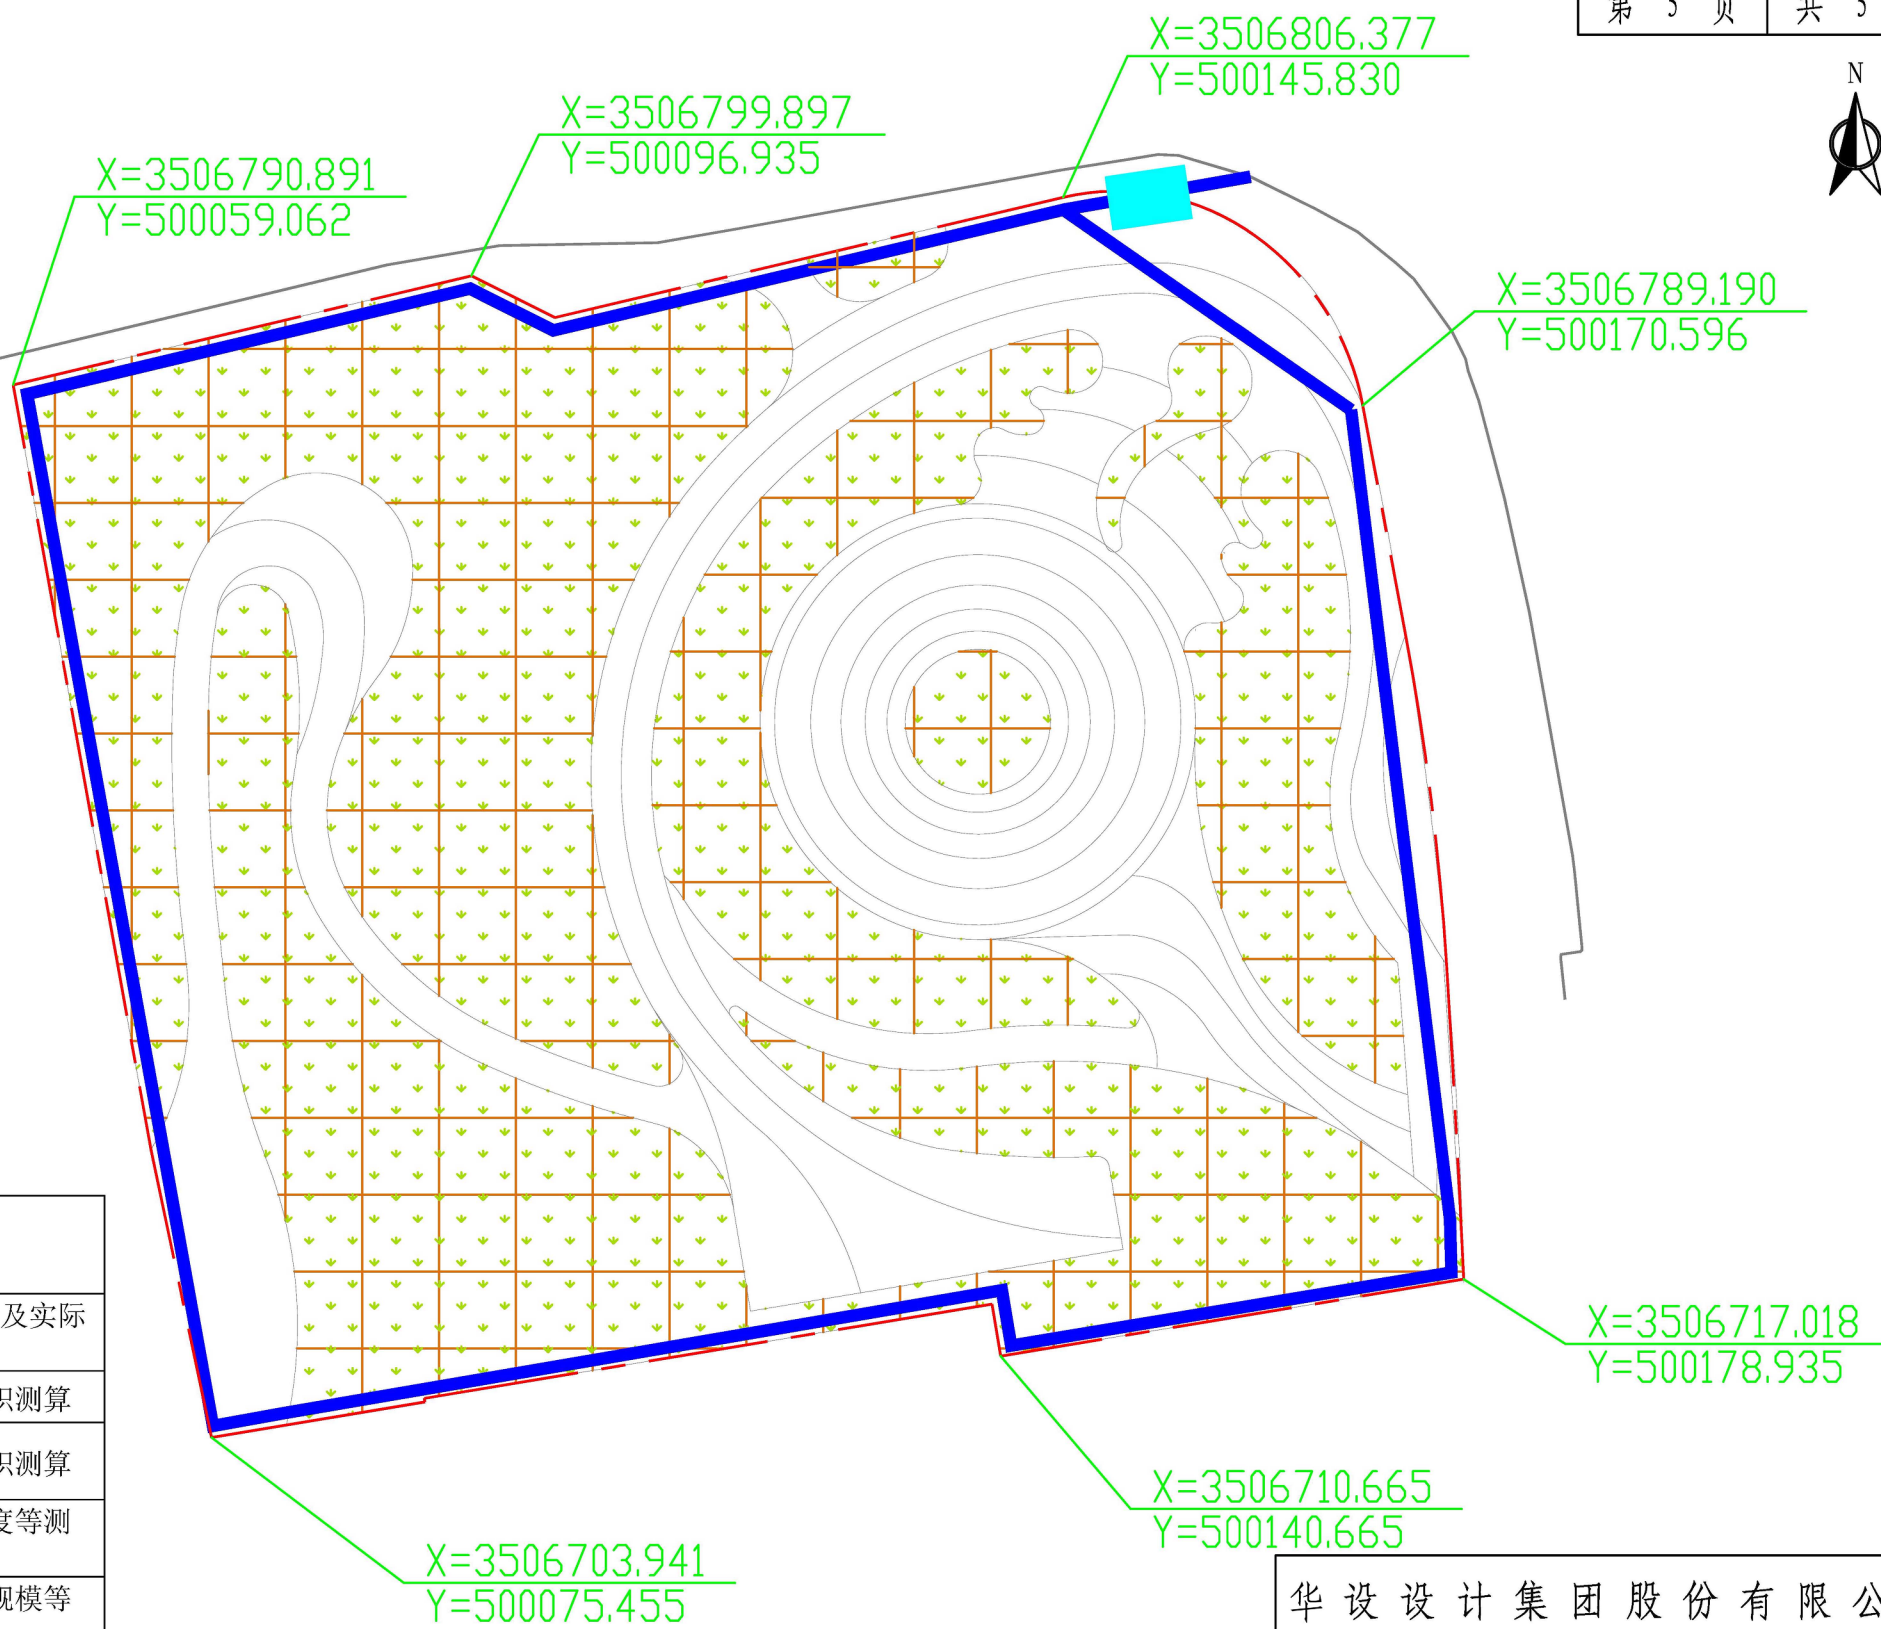 第 3 页 共 3
X=3506806.377
Y=500145.830
N
X=3506799.897
Y=500096.935
X=3506790.891
Y=500059.062
X=3506789.190
Y=500170.596
及实际
积测算
积测算
度等测
规模等
X=3506717.018
Y=500178.935
X=3506710.665
Y=500140.665
X=3506703.941
Y=500075.455
华设设计集团股份有限公